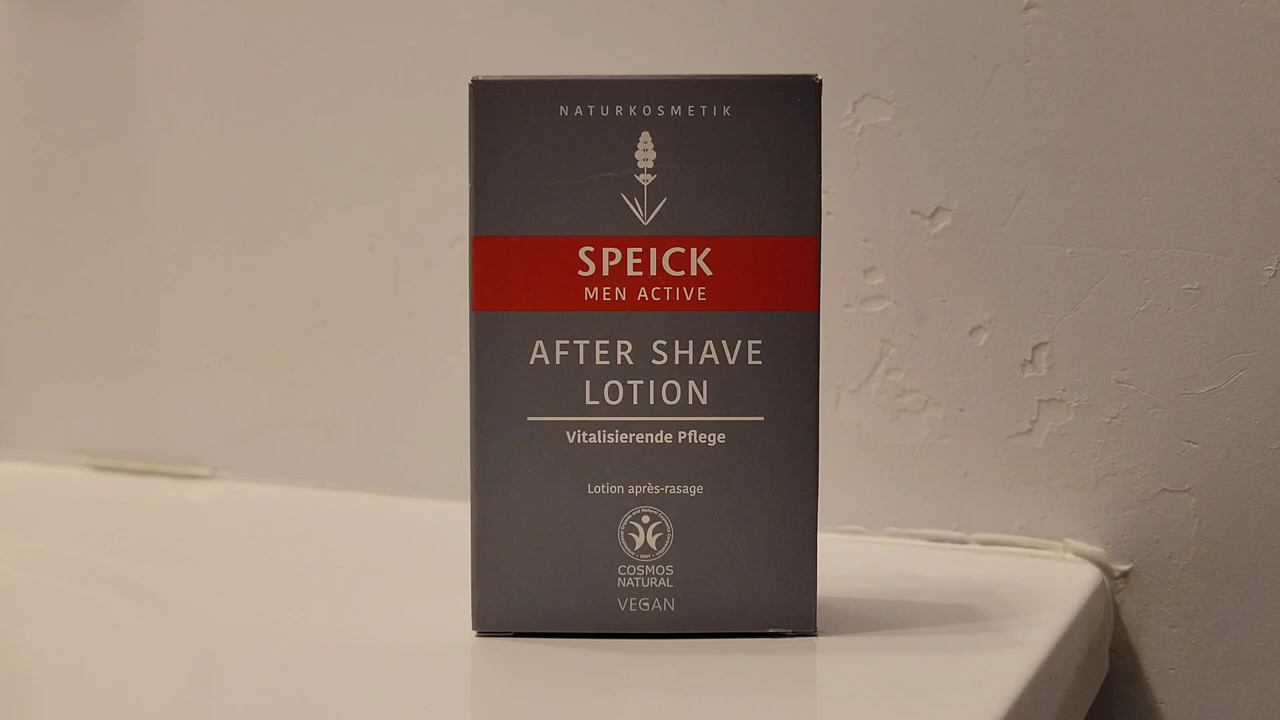 NATURKOSMETIK
SPEICK
MEN ACTIVE
AFTER SHAVE
LOTION
Vitalisierende Pflege
Lotion après-rasage
COSMOS
NATURAL
VEGAN